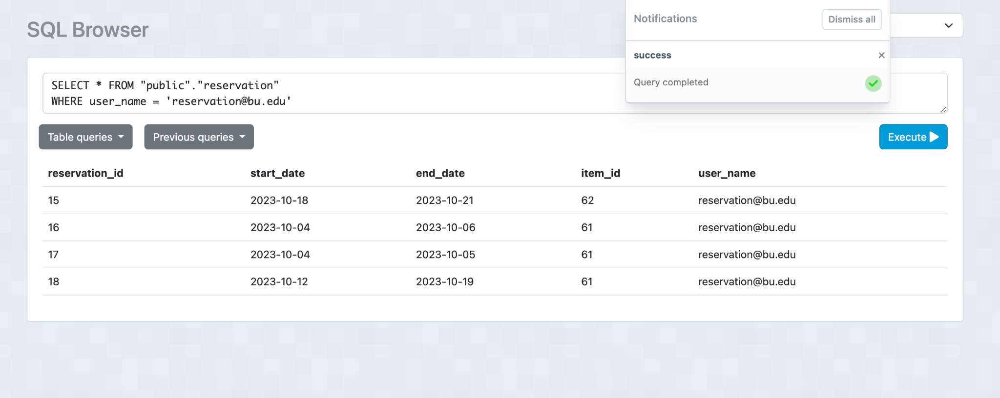 SQL Browser
Notifications
Dismiss all
success
×
Query completed
SELECT * FROM "public"."reservation"
WHERE user_name = 'reservation@bu.edu'
Table queries
Previous queries
Execute
reservation_id start_date end_date item_id user_name
15 2023-10-18 2023-10-21 62 reservation@bu.edu
16 2023-10-04 2023-10-06 61 reservation@bu.edu
17 2023-10-04 2023-10-05 61 reservation@bu.edu
18 2023-10-12 2023-10-19 61 reservation@bu.edu